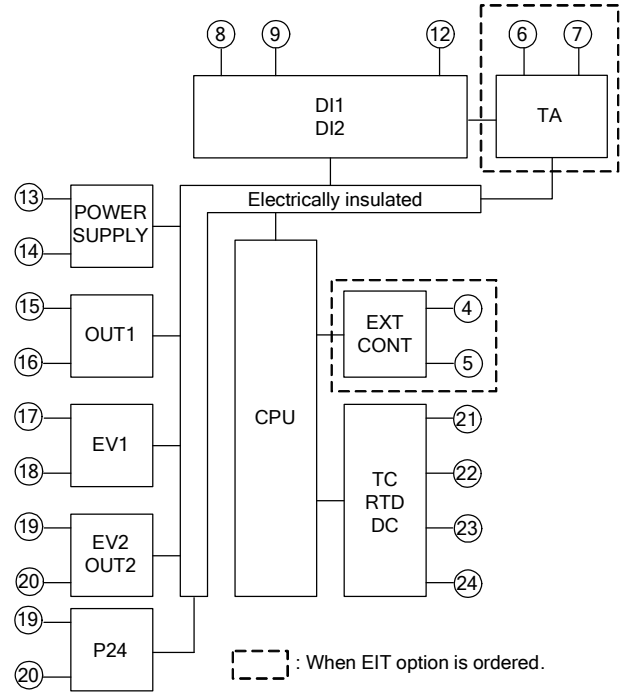 8 9 12 6 7
DI1
DI2
TA
Electrically insulated
13
14
POWER
SUPPLY
15
16
OUT1
EXT
CONT
4
5
17
18
EV1
CPU
TC
RTD
DC
21
22
23
24
19
20
EV2
OUT2
19
20
P24
: When EIT option is ordered.